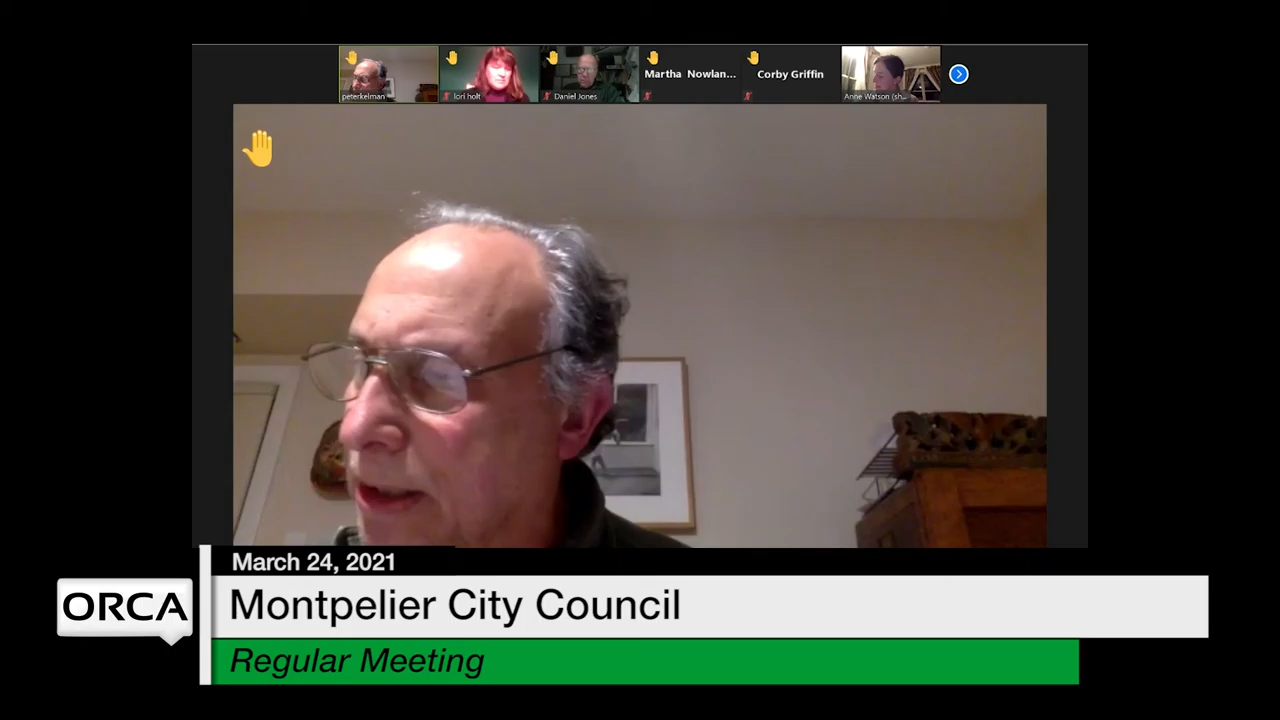 peterkelman
lori holt
Daniel Jones
Martha Nowlan...
Corby Griffin
Anne Watson (sh...
March 24, 2021
ORCA
Montpelier City Council
Regular Meeting